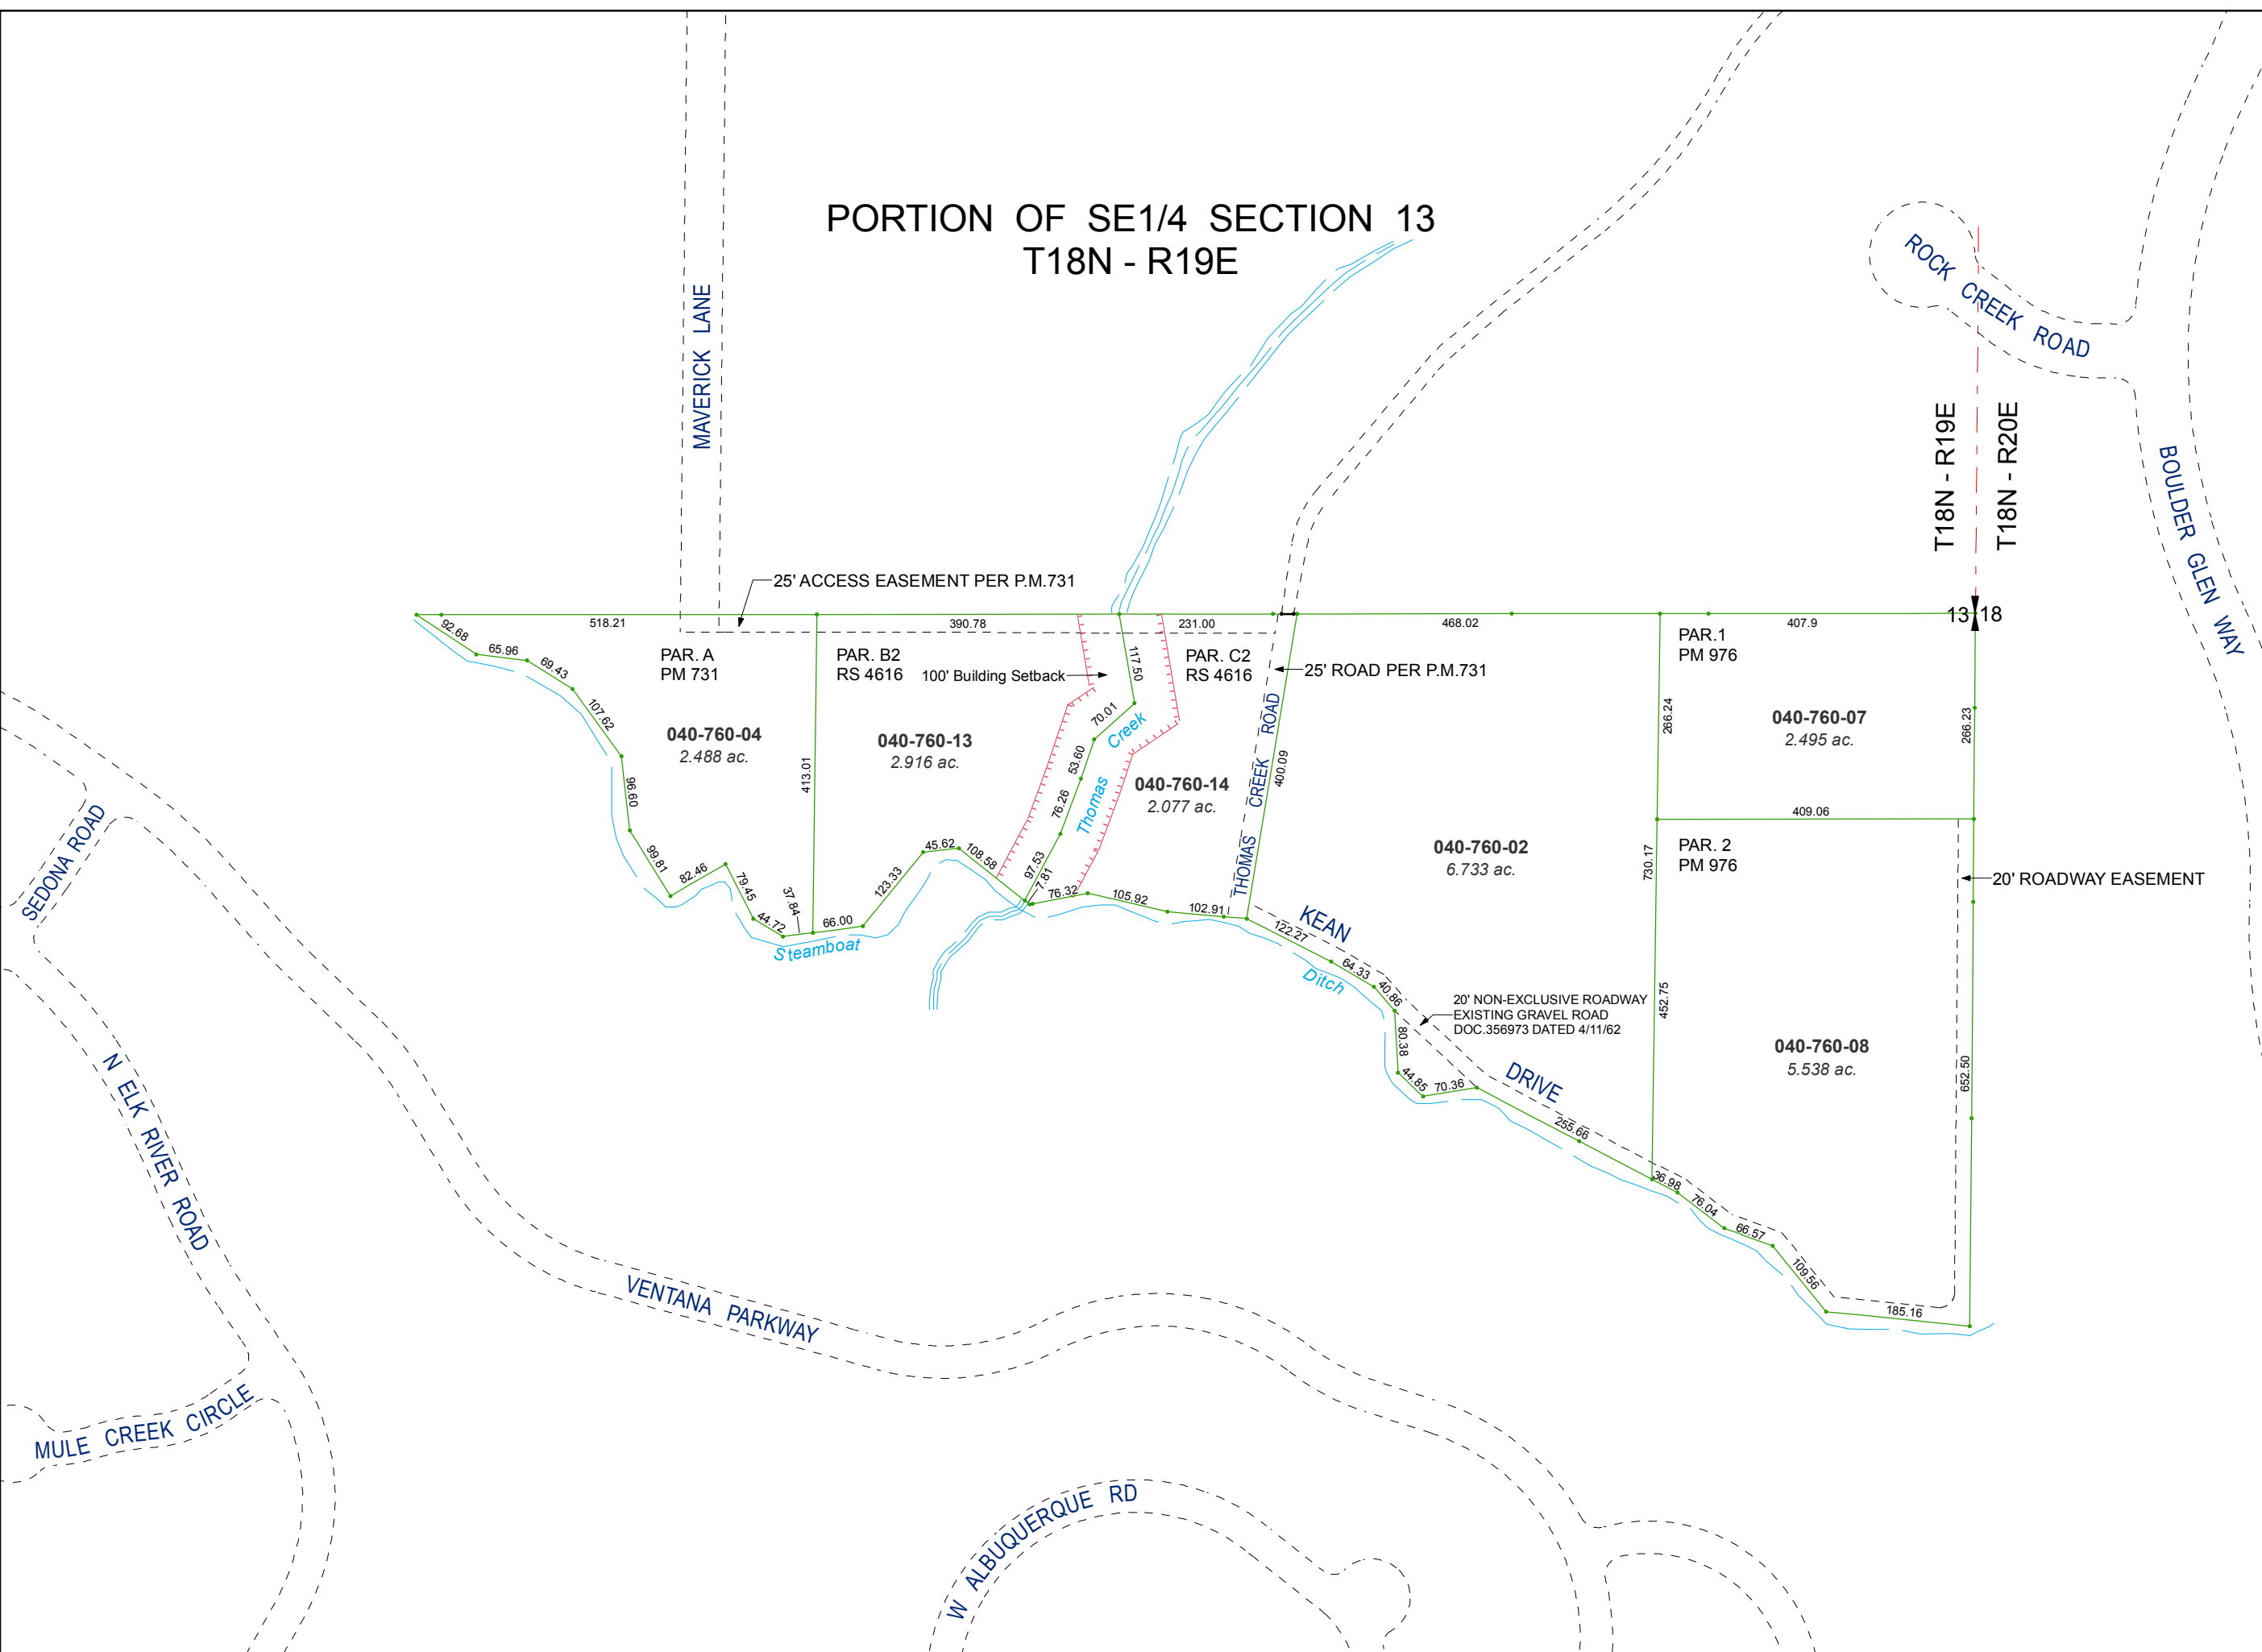 PORTION OF SE1/4 SECTION 13
T18N - R19E
MAVERICK LANE
ROCK CREEK ROAD
T18N - R19E
T18N - R20E
BOULDER GLEN WAY
25' ACCESS EASEMENT PER P.M.731
13
18
518.21
390.78
231.00
468.02
407.9
92.68
65.96
69.43
107.62
96.60
99.81
82.46
79.45
44.72
37.84
66.00
123.33
45.62
108.58
413.01
PAR. A
PM 731
040-760-04
2.488 ac.
PAR. B2
RS 4616
040-760-13
2.916 ac.
100' Building Setback
117.50
70.01
53.60
76.26
97.53
7.81
Thomas
Creek
PAR. C2
RS 4616
040-760-14
2.077 ac.
76.32
105.92
102.91
25' ROAD PER P.M.731
THOMAS CREEK ROAD
400.09
040-760-02
6.733 ac.
266.24
730.17
452.75
PAR.1
PM 976
040-760-07
2.495 ac.
266.23
409.06
PAR. 2
PM 976
20' ROADWAY EASEMENT
040-760-08
5.538 ac.
652.50
Steamboat
Ditch
KEAN
DRIVE
122.27
64.33
40.86
80.38
44.85
70.36
20' NON-EXCLUSIVE ROADWAY
EXISTING GRAVEL ROAD
DOC.356973 DATED 4/11/62
255.66
36.98
76.04
66.57
109.56
185.16
SEDONA ROAD
N ELK RIVER ROAD
VENTANA PARKWAY
MULE CREEK CIRCLE
W ALBUQUERQUE RD